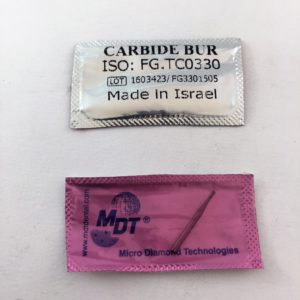 CARBIDE BUR
ISO: FG.TC0330
LOT 1603423/FG3301505
Made in Israel
www.mdtdental.com
MDT®
Micro Diamond Technologies